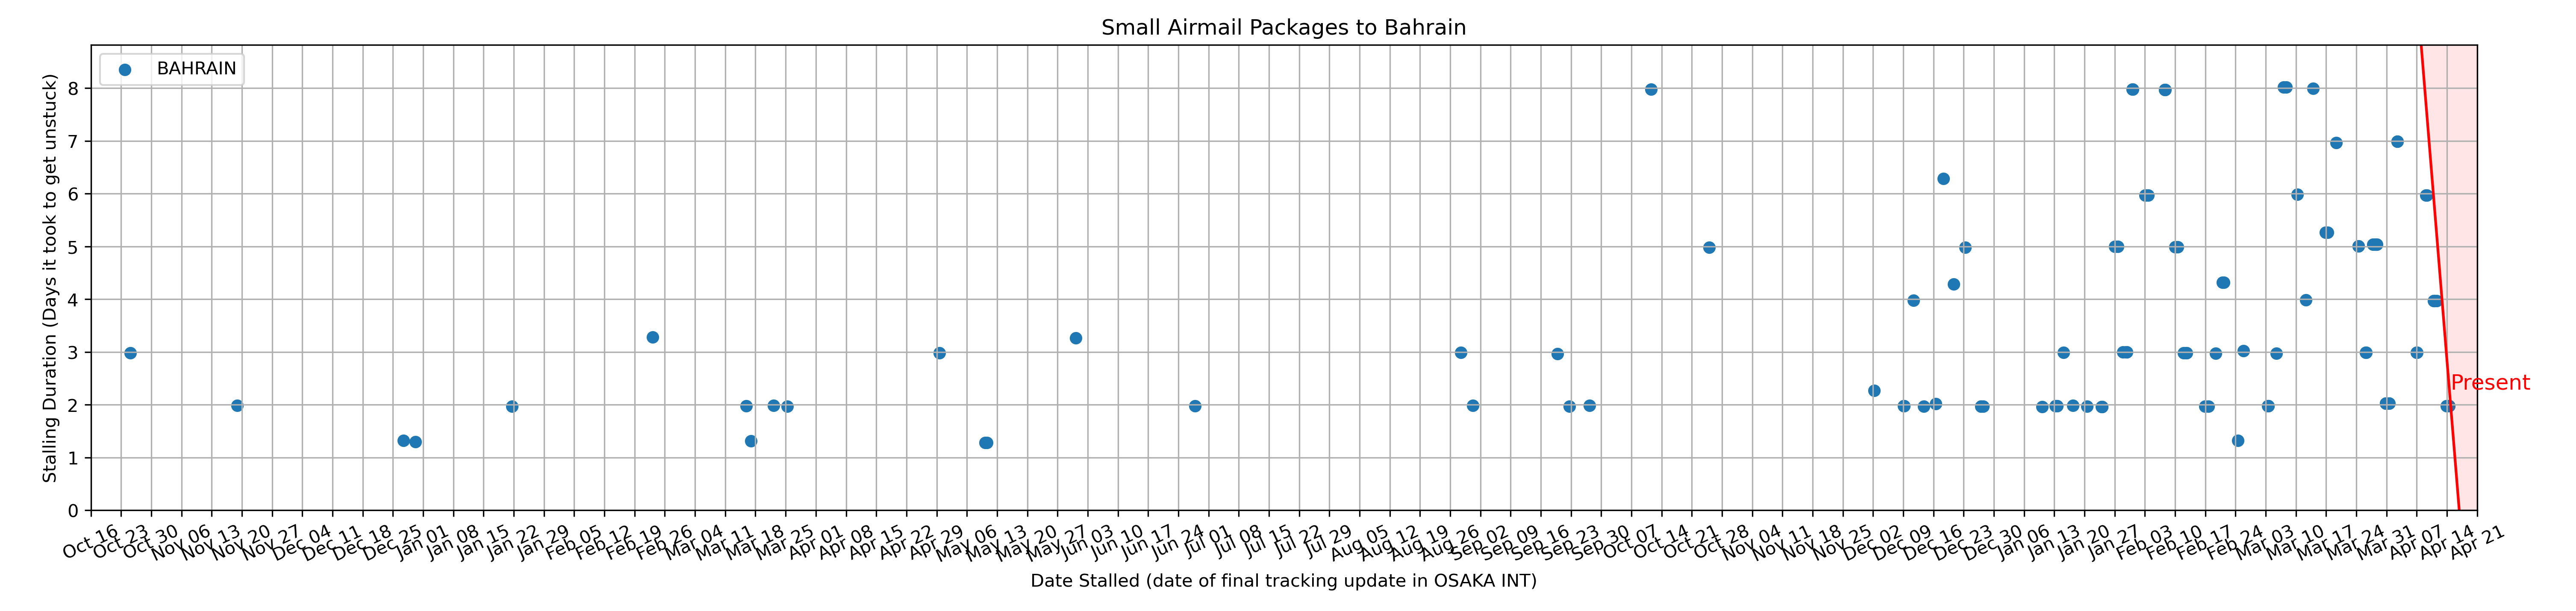 Small Airmail Packages to Bahrain
BAHRAIN
Stalling Duration (Days it took to get unstuck)
8
7
6
5
4
3
2
1
0
Present
Oct 16
Oct 23
Oct 30
Nov 06
Nov 13
Nov 20
Nov 27
Dec 04
Dec 11
Dec 18
Dec 25
Jan 01
Jan 08
Jan 15
Jan 22
Jan 29
Feb 05
Feb 12
Feb 19
Feb 26
Mar 04
Mar 11
Mar 18
Mar 25
Apr 01
Apr 08
Apr 15
Apr 22
Apr 29
May 06
May 13
May 20
May 27
Jun 03
Jun 10
Jun 17
Jun 24
Jul 01
Jul 08
Jul 15
Jul 22
Jul 29
Aug 05
Aug 12
Aug 19
Aug 26
Sep 02
Sep 09
Sep 16
Sep 23
Sep 30
Oct 07
Oct 14
Oct 21
Oct 28
Nov 04
Nov 11
Nov 18
Nov 25
Dec 02
Dec 09
Dec 16
Dec 23
Dec 30
Jan 06
Jan 13
Jan 20
Jan 27
Feb 03
Feb 10
Feb 17
Feb 24
Mar 03
Mar 10
Mar 17
Mar 24
Mar 31
Apr 07
Apr 14
Apr 21
Date Stalled (date of final tracking update in OSAKA INT)